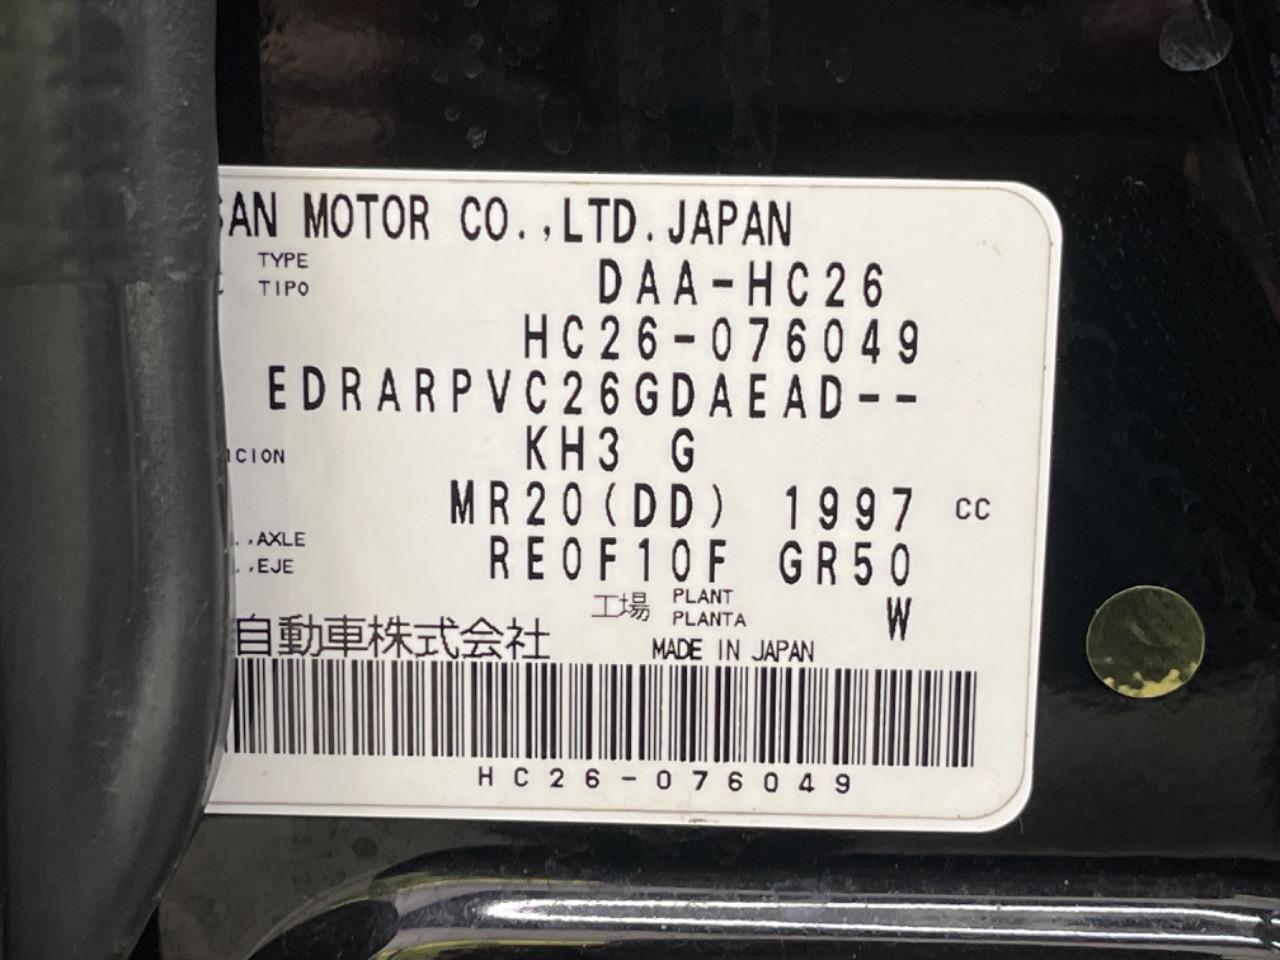 SAN MOTOR CO.,LTD.JAPAN
TYPE
TIPO
DAA-HC26
HC26-076049
EDRARPVC26GDAEAD--
ICION
KH3 G
MR20(DD) 1997 CC
.,AXLE
.,EJE
RE0F10F GR50
工場 PLANT
PLANTA
W
自動車株式会社
MADE IN JAPAN
HC26-076049